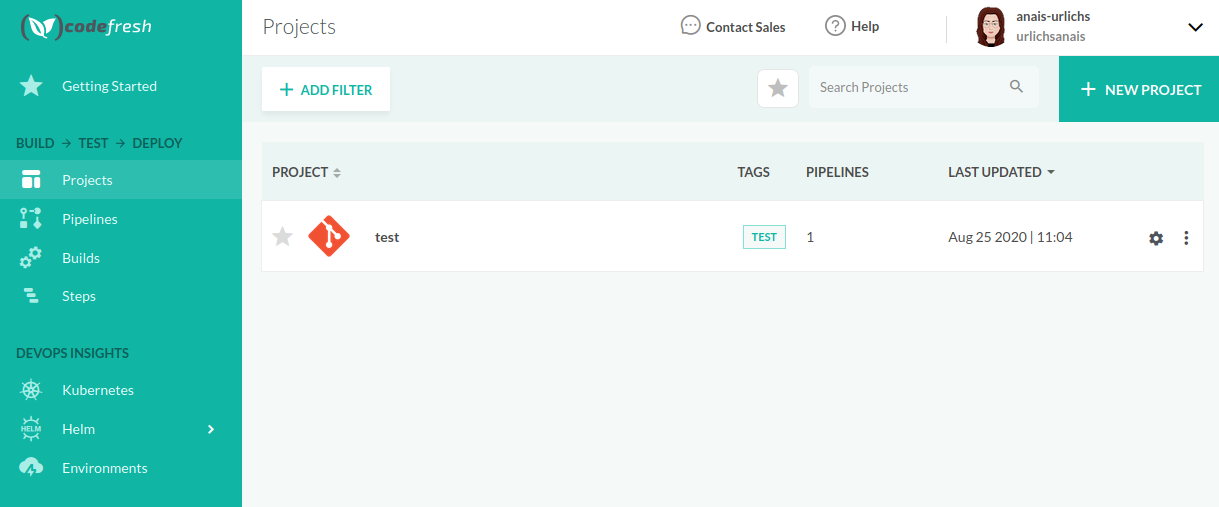 codefresh
Projects
Contact Sales
Help
anais-urlichs
urlichsanais
Getting Started
ADD FILTER
Search Projects
NEW PROJECT
BUILD → TEST → DEPLOY
Projects
Pipelines
Builds
Steps
DEVOPS INSIGHTS
Kubernetes
HELM
Helm
Environments
PROJECT TAGS PIPELINES LAST UPDATED
test TEST 1 Aug 25 2020 | 11:04